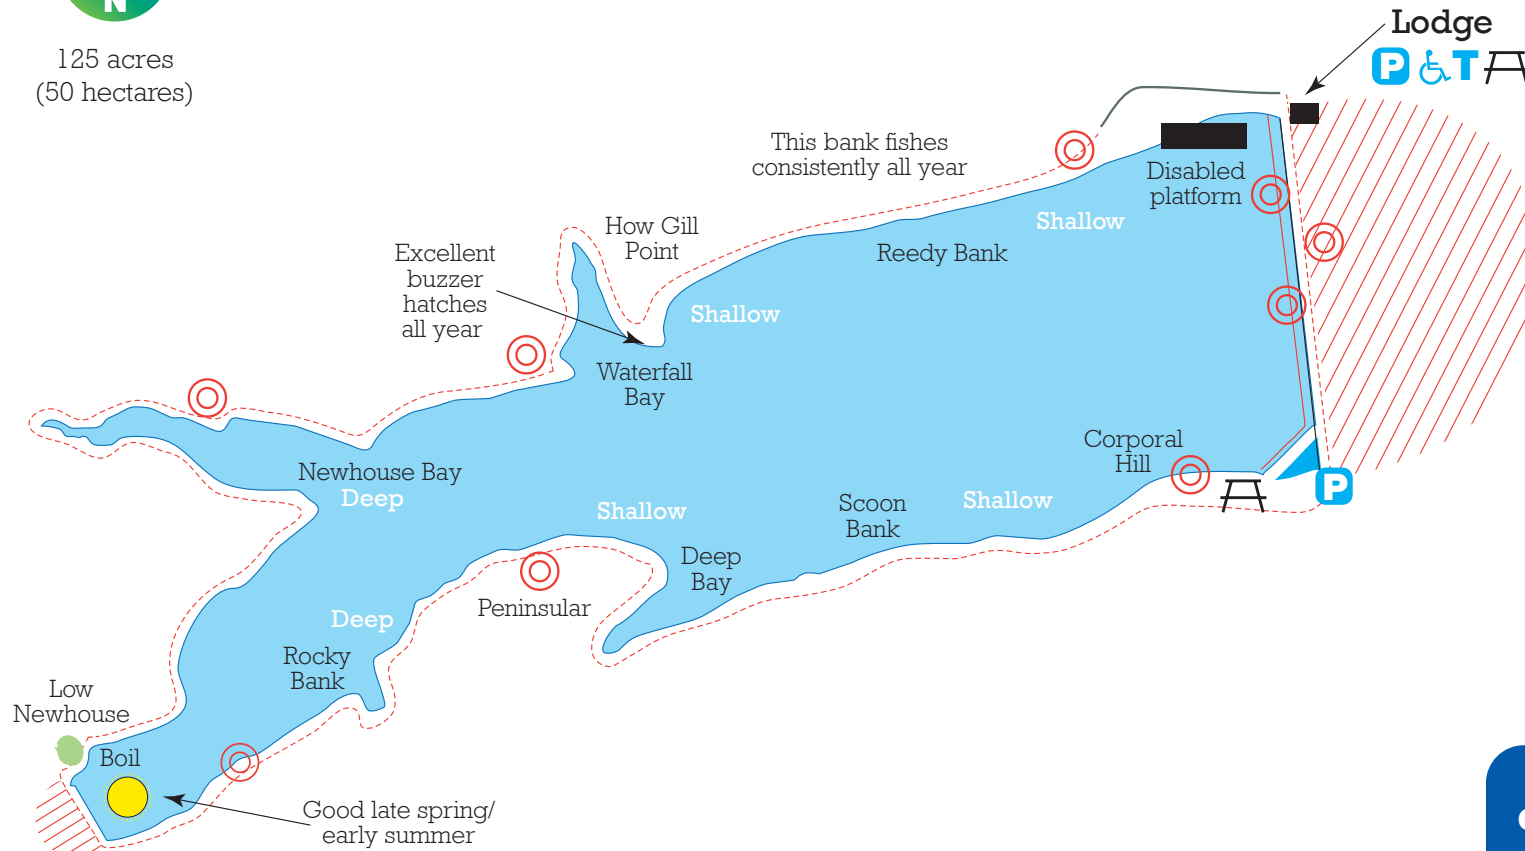 N
125 acres
(50 hectares)
Lodge
P T
This bank fishes
consistently all year
Disabled
platform
Shallow
How Gill
Point
Reedy Bank
Excellent
buzzer
hatches
all year
Shallow
Waterfall
Bay
Corporal
Hill
Newhouse Bay
Deep
P
Shallow
Scoon
Bank
Shallow
Deep
Bay
Peninsular
Deep
Rocky
Bank
Low
Newhouse
Boil
Good late spring/
early summer